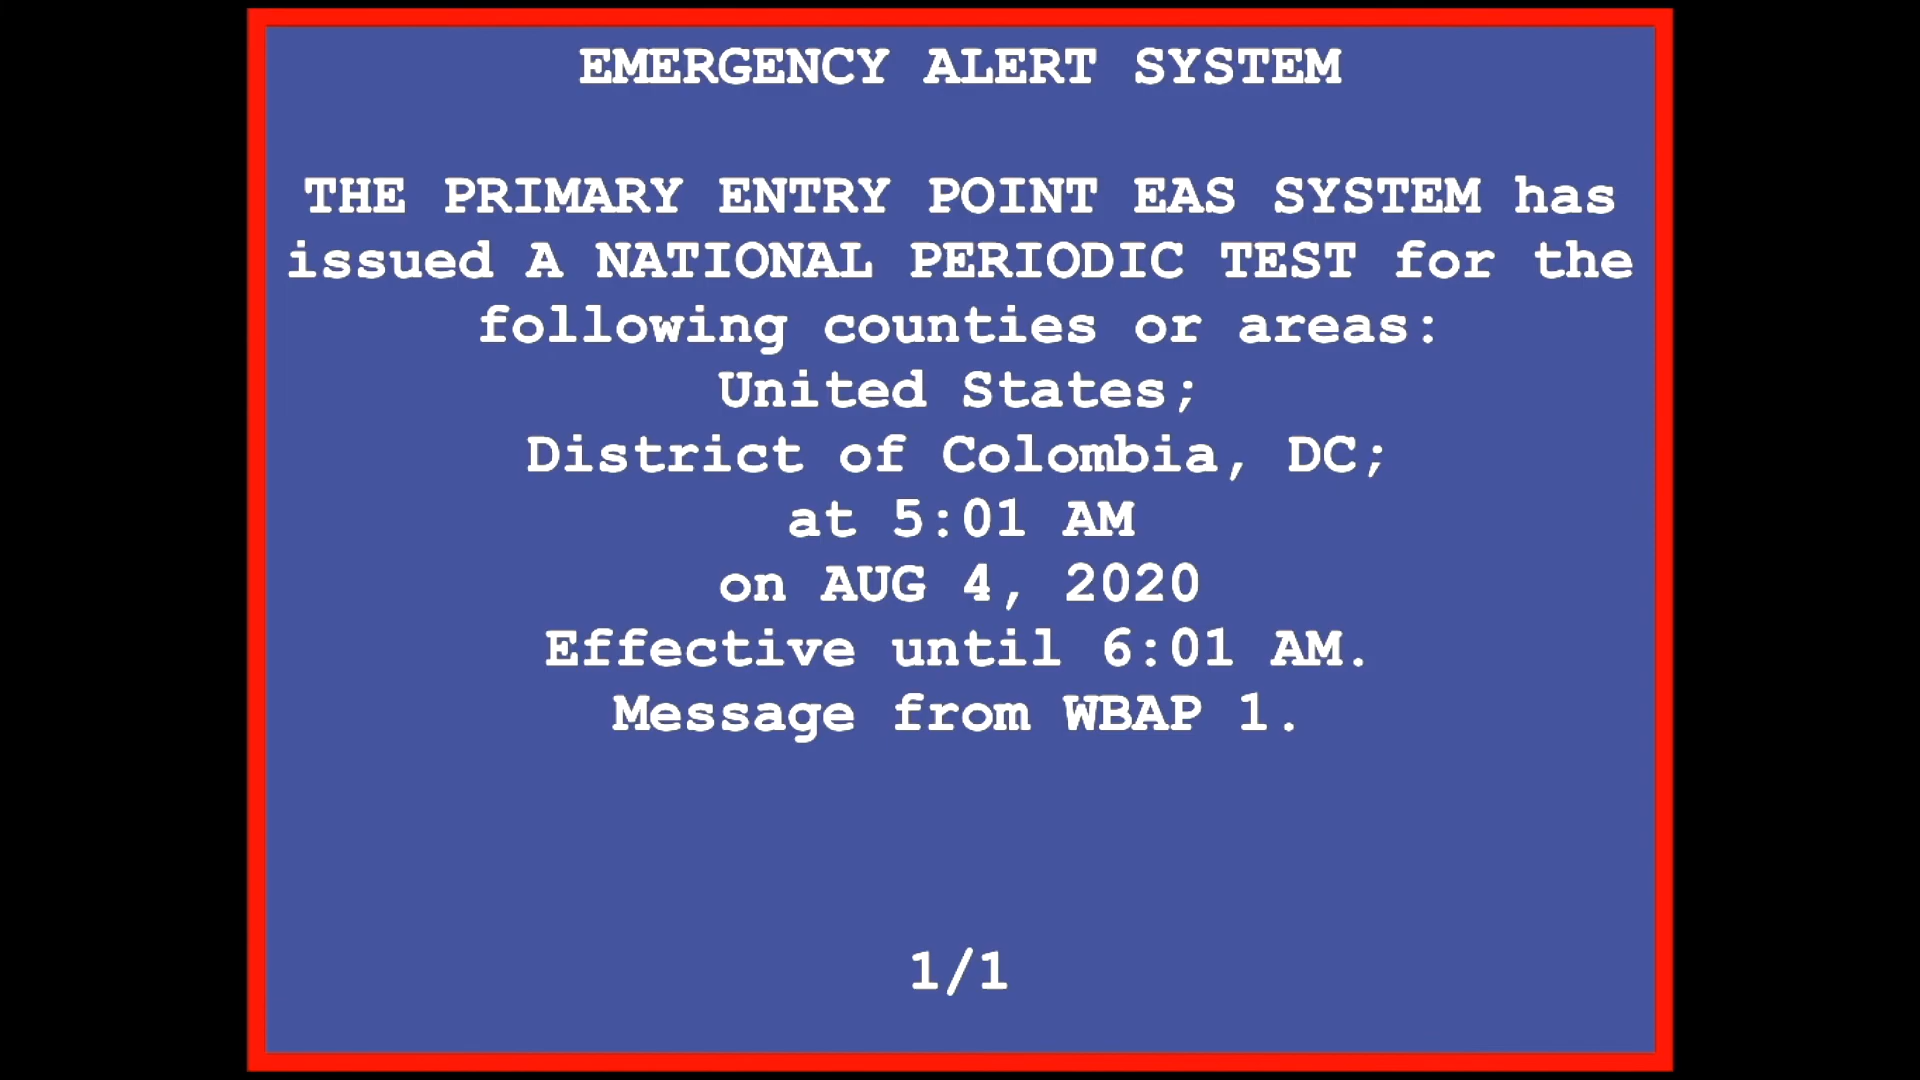 EMERGENCY ALERT SYSTEM
THE PRIMARY ENTRY POINT EAS SYSTEM has
issued A NATIONAL PERIODIC TEST for the
following counties or areas:
United States;
District of Colombia, DC;
at 5:01 AM
on AUG 4, 2020
Effective until 6:01 AM.
Message from WBAP 1.
1/1